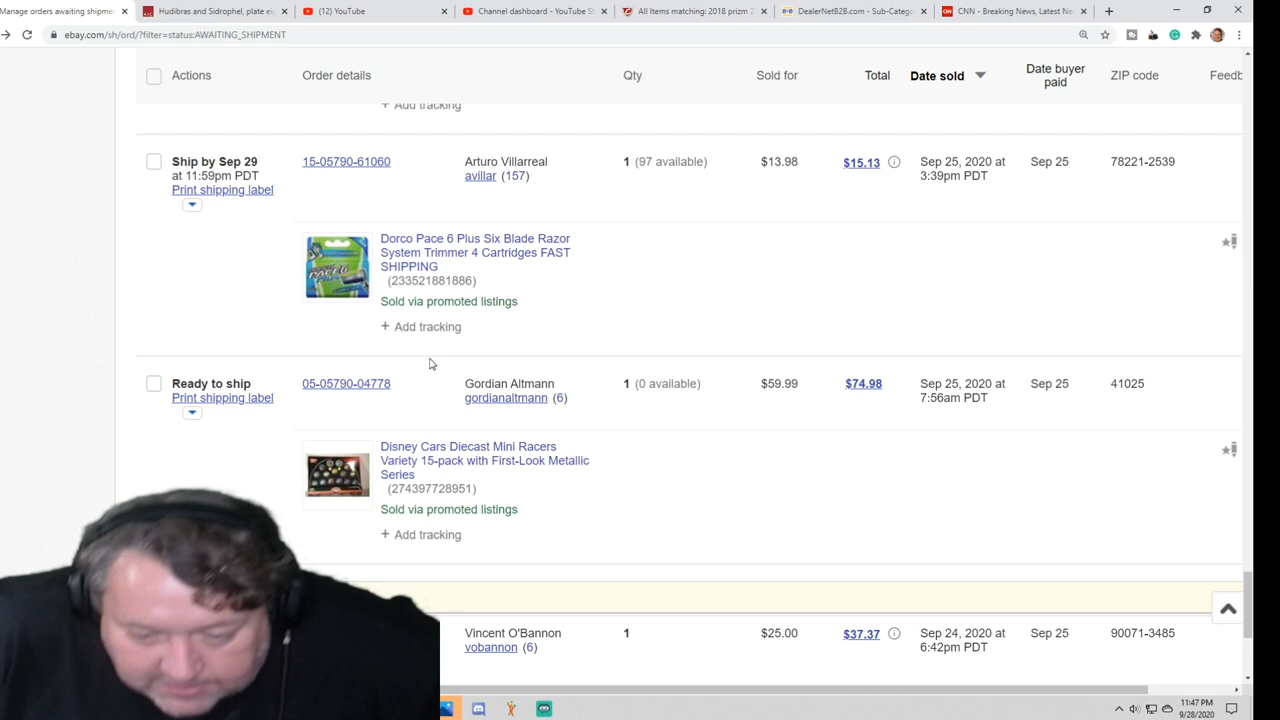 Manage orders awaiting shipme
Hudibras and Sidrophel, plate ei
(12) YouTube
Channel dashboard - YouTube S
All Items matching: 2018 prizm 2
DealerNetB2B.com - Sub-Catego
CNN - Breaking News, Latest Ne
ebay.com/sh/ord/?filter=status:AWAITING_SHIPMENT
Actions Order details Qty Sold for Total Date sold Date buyer paid ZIP code Feedb
+ Add tracking
Ship by Sep 29 15-05790-61060 Arturo Villarreal 1 (97 available) $13.98 $15.13 Sep 25, 2020 at Sep 25 78221-2539
at 11:59pm PDT avillar (157) 3:39pm PDT
Print shipping label
Dorco Pace 6 Plus Six Blade Razor
System Trimmer 4 Cartridges FAST
SHIPPING
(233521881886)
Sold via promoted listings
+ Add tracking
Ready to ship 05-05790-04778 Gordian Altmann 1 (0 available) $59.99 $74.98 Sep 25, 2020 at Sep 25 41025
Print shipping label gordianaltmann (6) 7:56am PDT
Disney Cars Diecast Mini Racers
Variety 15-pack with First-Look Metallic
Series
(274397728951)
Sold via promoted listings
+ Add tracking
Vincent O'Bannon 1 $25.00 $37.37 Sep 24, 2020 at Sep 25 90071-3485
vobannon (6) 6:42pm PDT
11:47 PM
9/28/2020